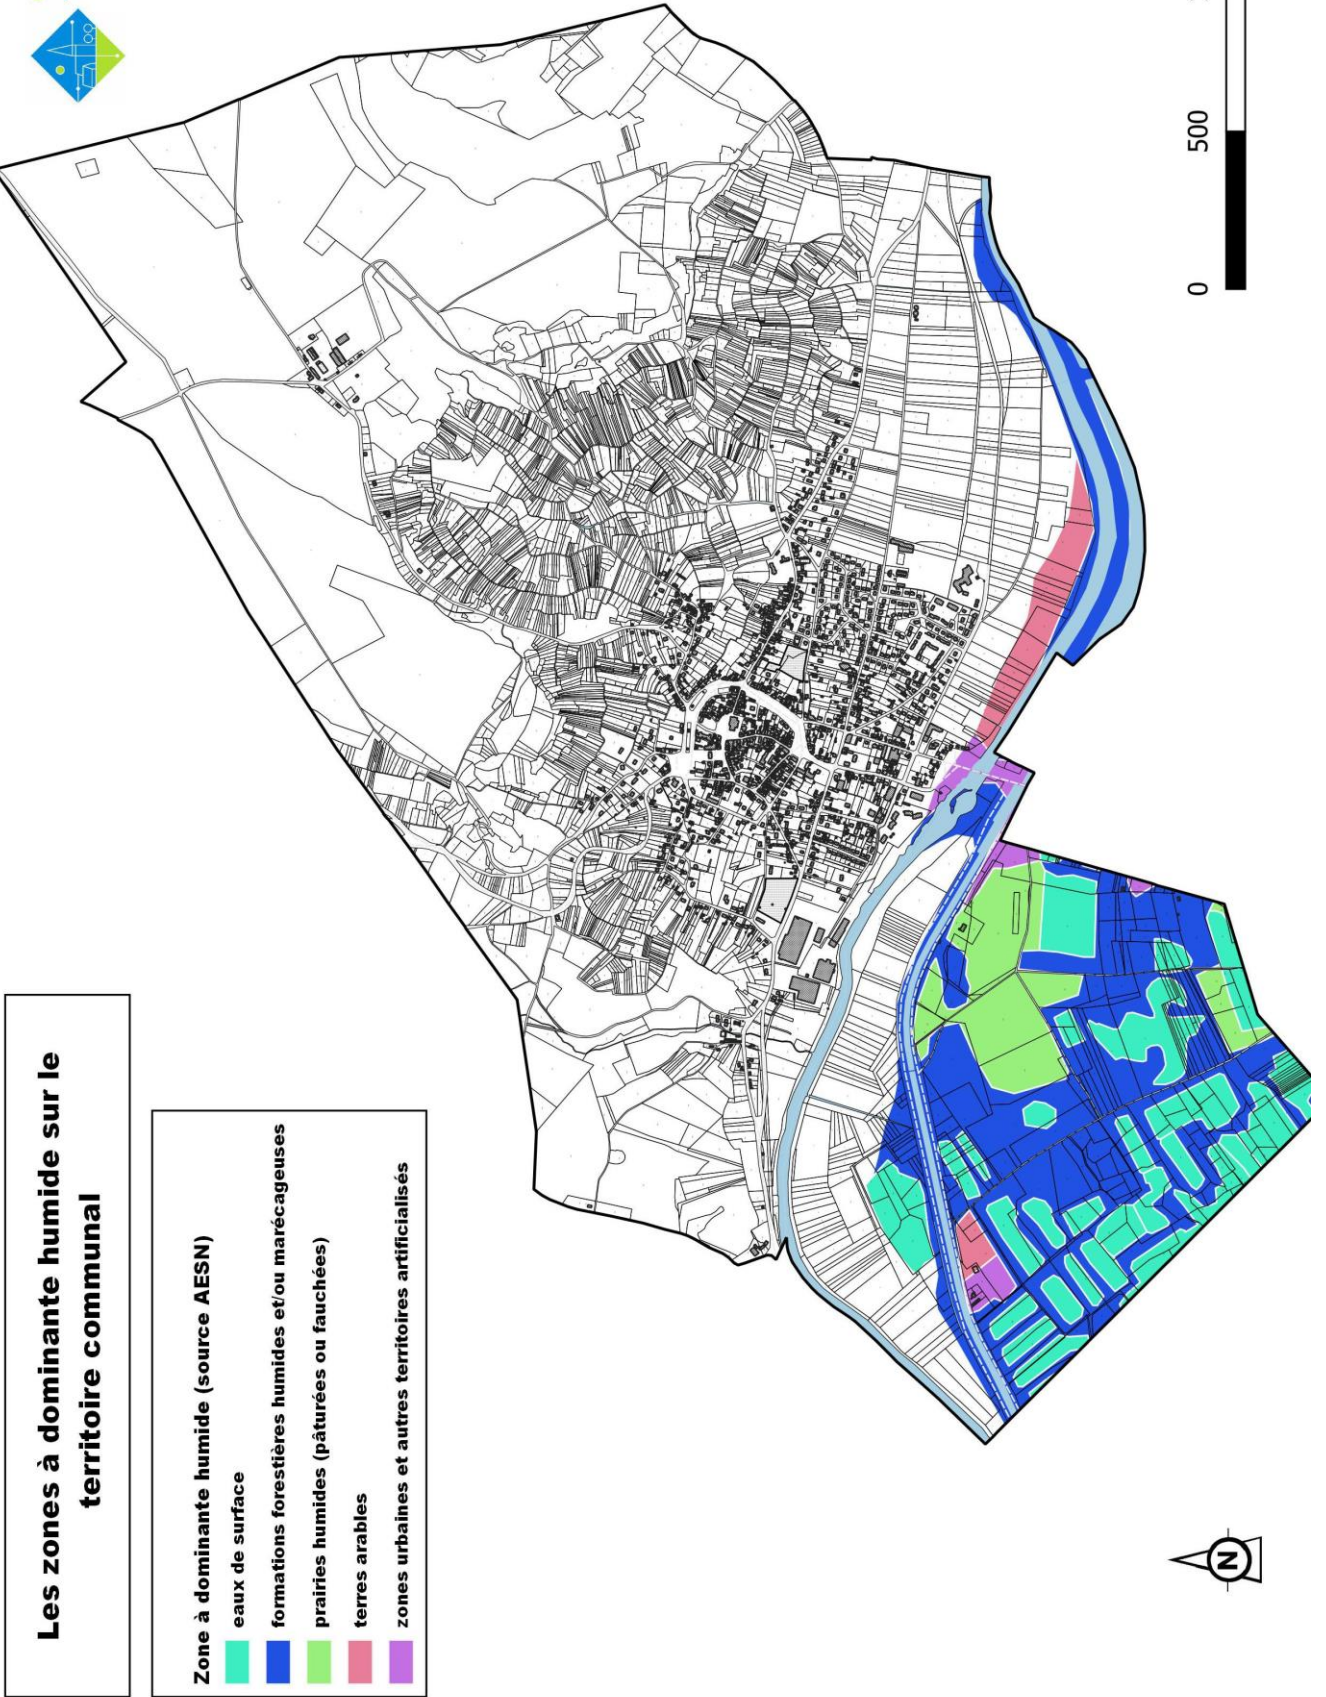 Les zones à dominante humide sur le
territoire communal
Zone à dominante humide (source AESN)
eaux de surface
formations forestières humides et/ou marécageuses
prairies humides (pâturées ou fauchées)
terres arables
zones urbaines et autres territoires artificialisés
N
0 500